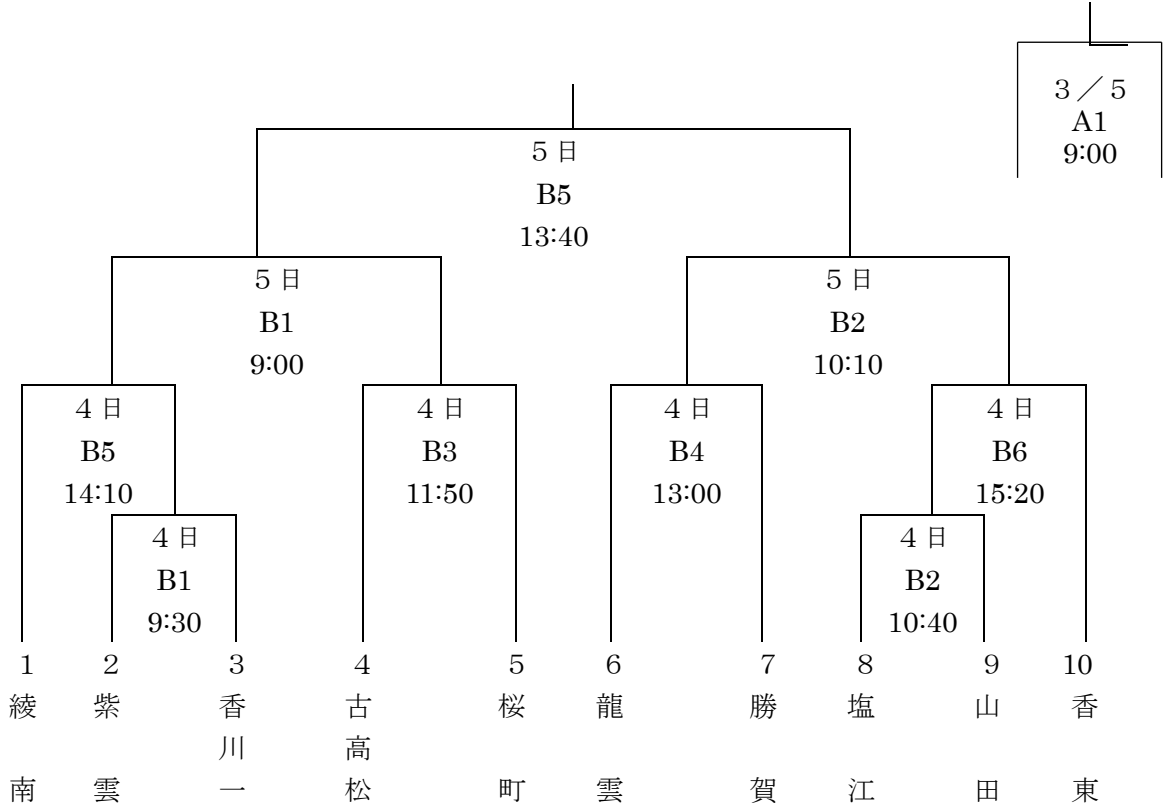 ３／５
A1
9:00
５日
B5
13:40
５日
B1
9:00
５日
B2
10:10
４日
B5
14:10
４日
B3
11:50
４日
B4
13:00
４日
B6
15:20
４日
B1
9:30
４日
B2
10:40
１
綾南
２
紫雲
３
香川一
４
古高松
５
桜町
６
龍雲
７
勝賀
８
塩江
９
山田
10
香東